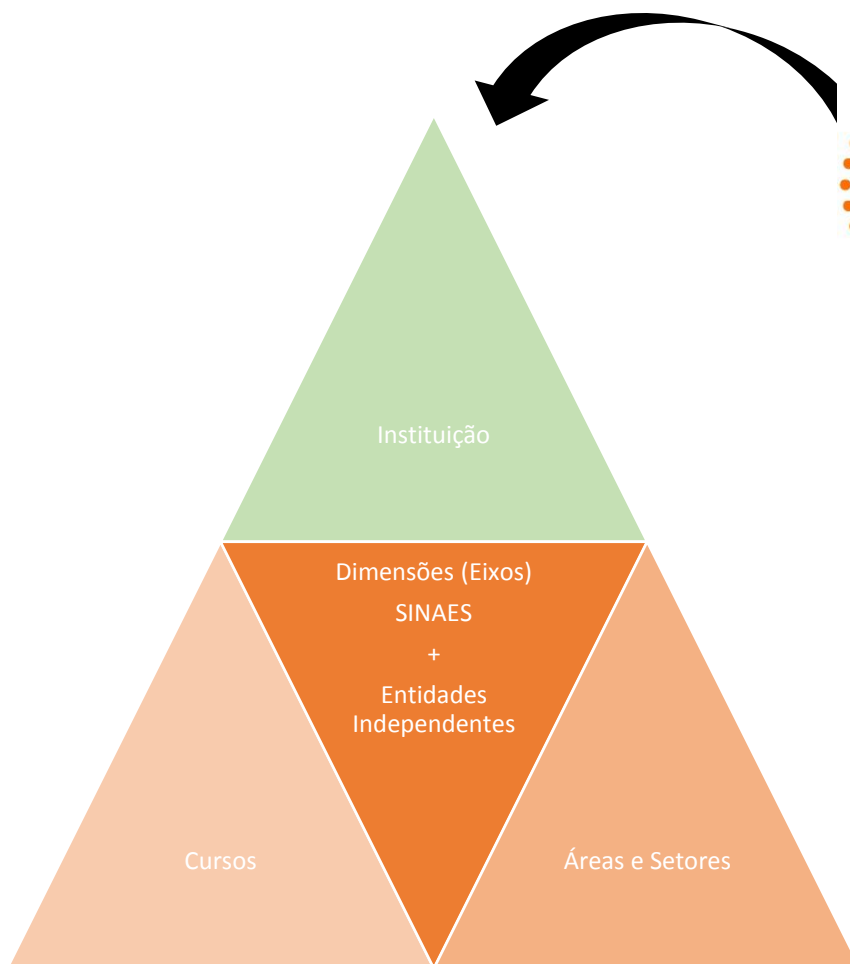 Instituição
Dimensões (Eixos)
SINAES
+
Entidades
Independentes
Cursos
Áreas e Setores